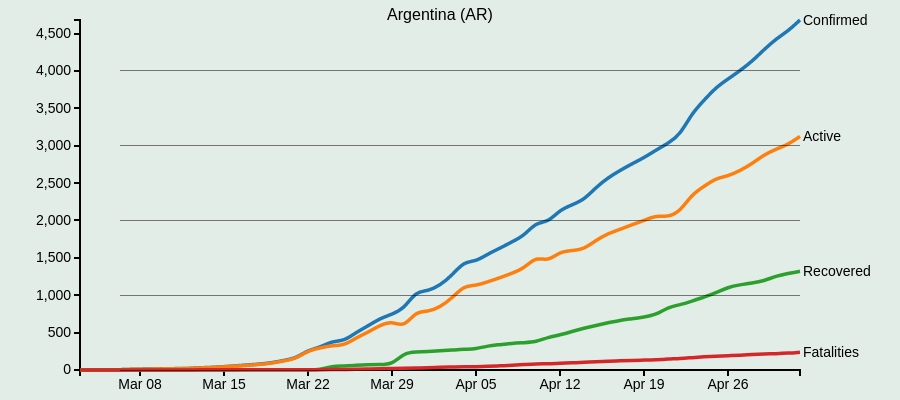 Argentina (AR)
Confirmed
4,500
4,000
3,500
Active
3,000
2,500
2,000
1,500
Recovered
1,000
500
Fatalities
0
Mar 08 Mar 15 Mar 22 Mar 29 Apr 05 Apr 12 Apr 19 Apr 26